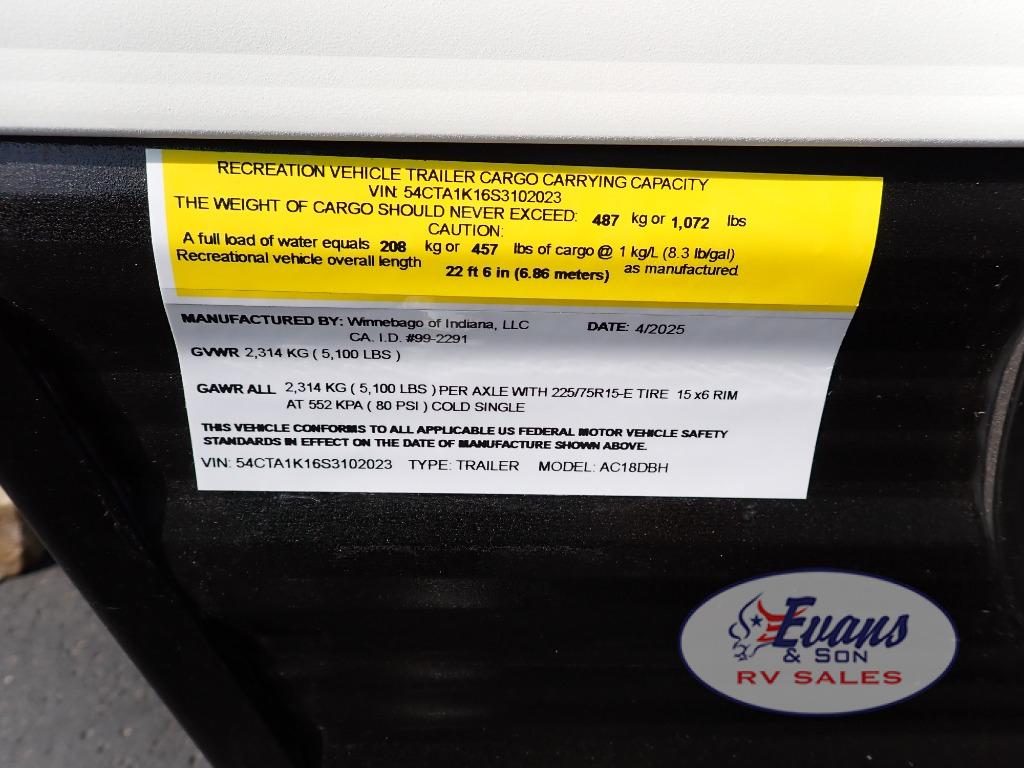 RECREATION VEHICLE TRAILER CARGO CARRYING CAPACITY
VIN: 54CTA1K16S3102023
THE WEIGHT OF CARGO SHOULD NEVER EXCEED: 487 kg or 1,072 lbs
CAUTION:
A full load of water equals 208 kg or 457 lbs of cargo @ 1 kg/L (8.3 lb/gal)
Recreational vehicle overall length 22 ft 6 in (6.86 meters) as manufactured.
MANUFACTURED BY: Winnebago of Indiana, LLC DATE: 4/2025
CA. I.D. #99-2291
GVWR 2,314 KG ( 5,100 LBS )
GAWR ALL 2,314 KG ( 5,100 LBS ) PER AXLE WITH 225/75R15-E TIRE 15 x6 RIM
AT 552 KPA ( 80 PSI ) COLD SINGLE
THIS VEHICLE CONFORMS TO ALL APPLICABLE US FEDERAL MOTOR VEHICLE SAFETY
STANDARDS IN EFFECT ON THE DATE OF MANUFACTURE SHOWN ABOVE.
VIN: 54CTA1K16S3102023 TYPE: TRAILER MODEL: AC18DBH
Evans
& SON
RV SALES